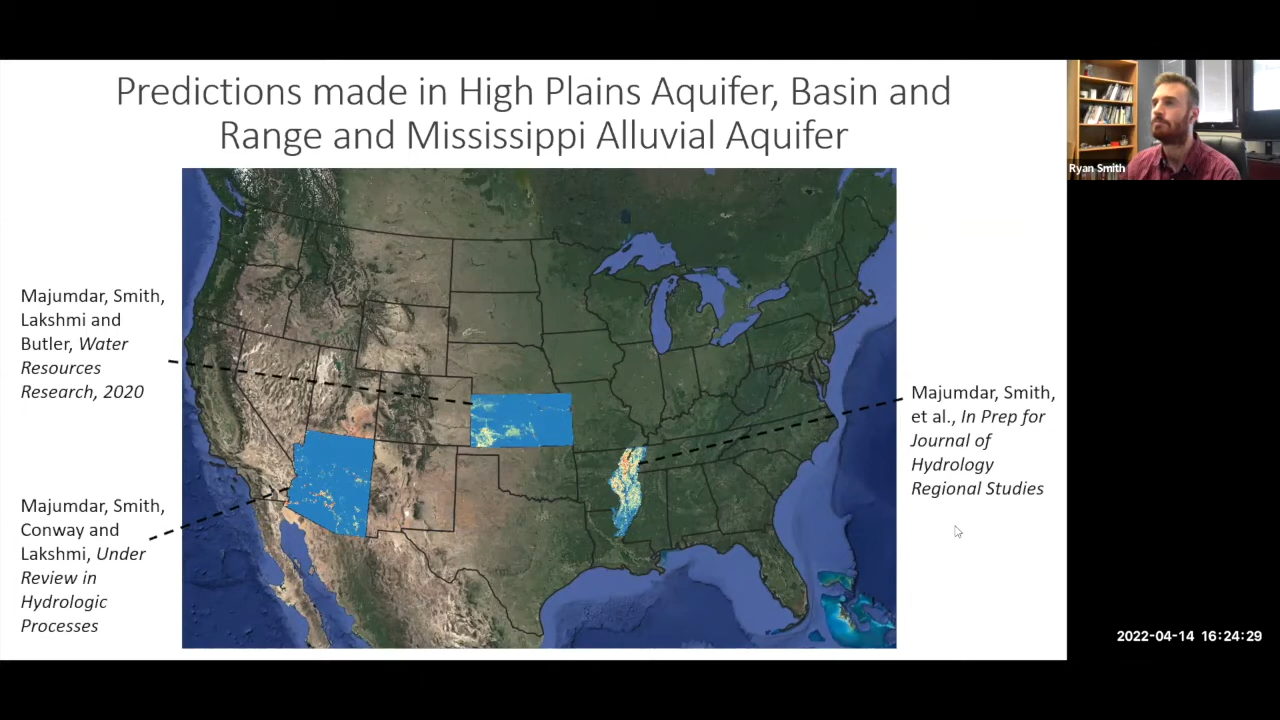 Predictions made in High Plains Aquifer, Basin and
Range and Mississippi Alluvial Aquifer
Ryan Smith
Majumdar, Smith,
Lakshmi and
Butler, Water
Resources
Research, 2020
Majumdar, Smith,
et al., In Prep for
Journal of
Hydrology
Regional Studies
Majumdar, Smith,
Conway and
Lakshmi, Under
Review in
Hydrologic
Processes
2022-04-14 16:24:29